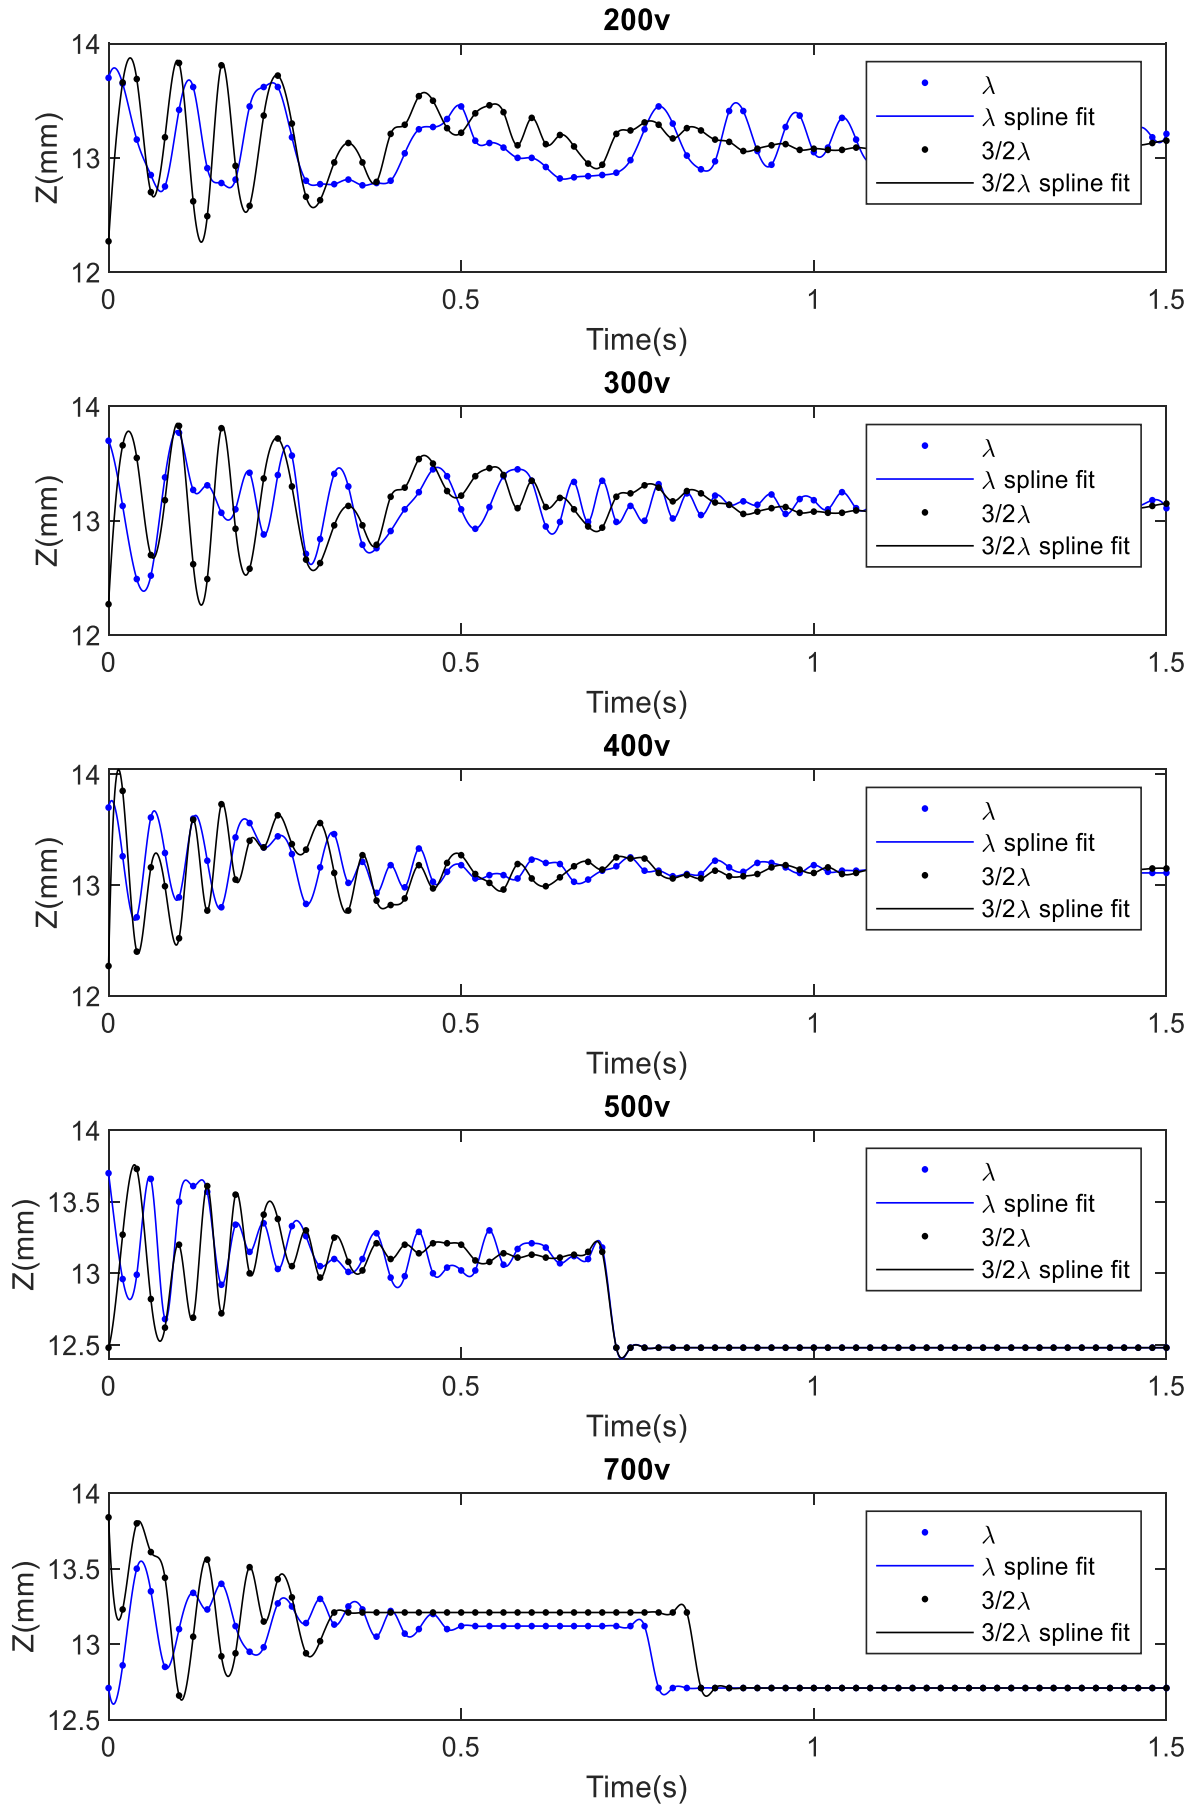 200v
14
13
12
Z(mm)
0
0.5
1
1.5
Time(s)
λ
λ spline fit
3/2λ
3/2λ spline fit
300v
14
13
12
Z(mm)
0
0.5
1
1.5
Time(s)
λ
λ spline fit
3/2λ
3/2λ spline fit
400v
14
13
12
Z(mm)
0
0.5
1
1.5
Time(s)
λ
λ spline fit
3/2λ
3/2λ spline fit
500v
14
13.5
13
12.5
Z(mm)
0
0.5
1
1.5
Time(s)
λ
λ spline fit
3/2λ
3/2λ spline fit
700v
14
13.5
13
12.5
Z(mm)
0
0.5
1
1.5
Time(s)
λ
λ spline fit
3/2λ
3/2λ spline fit